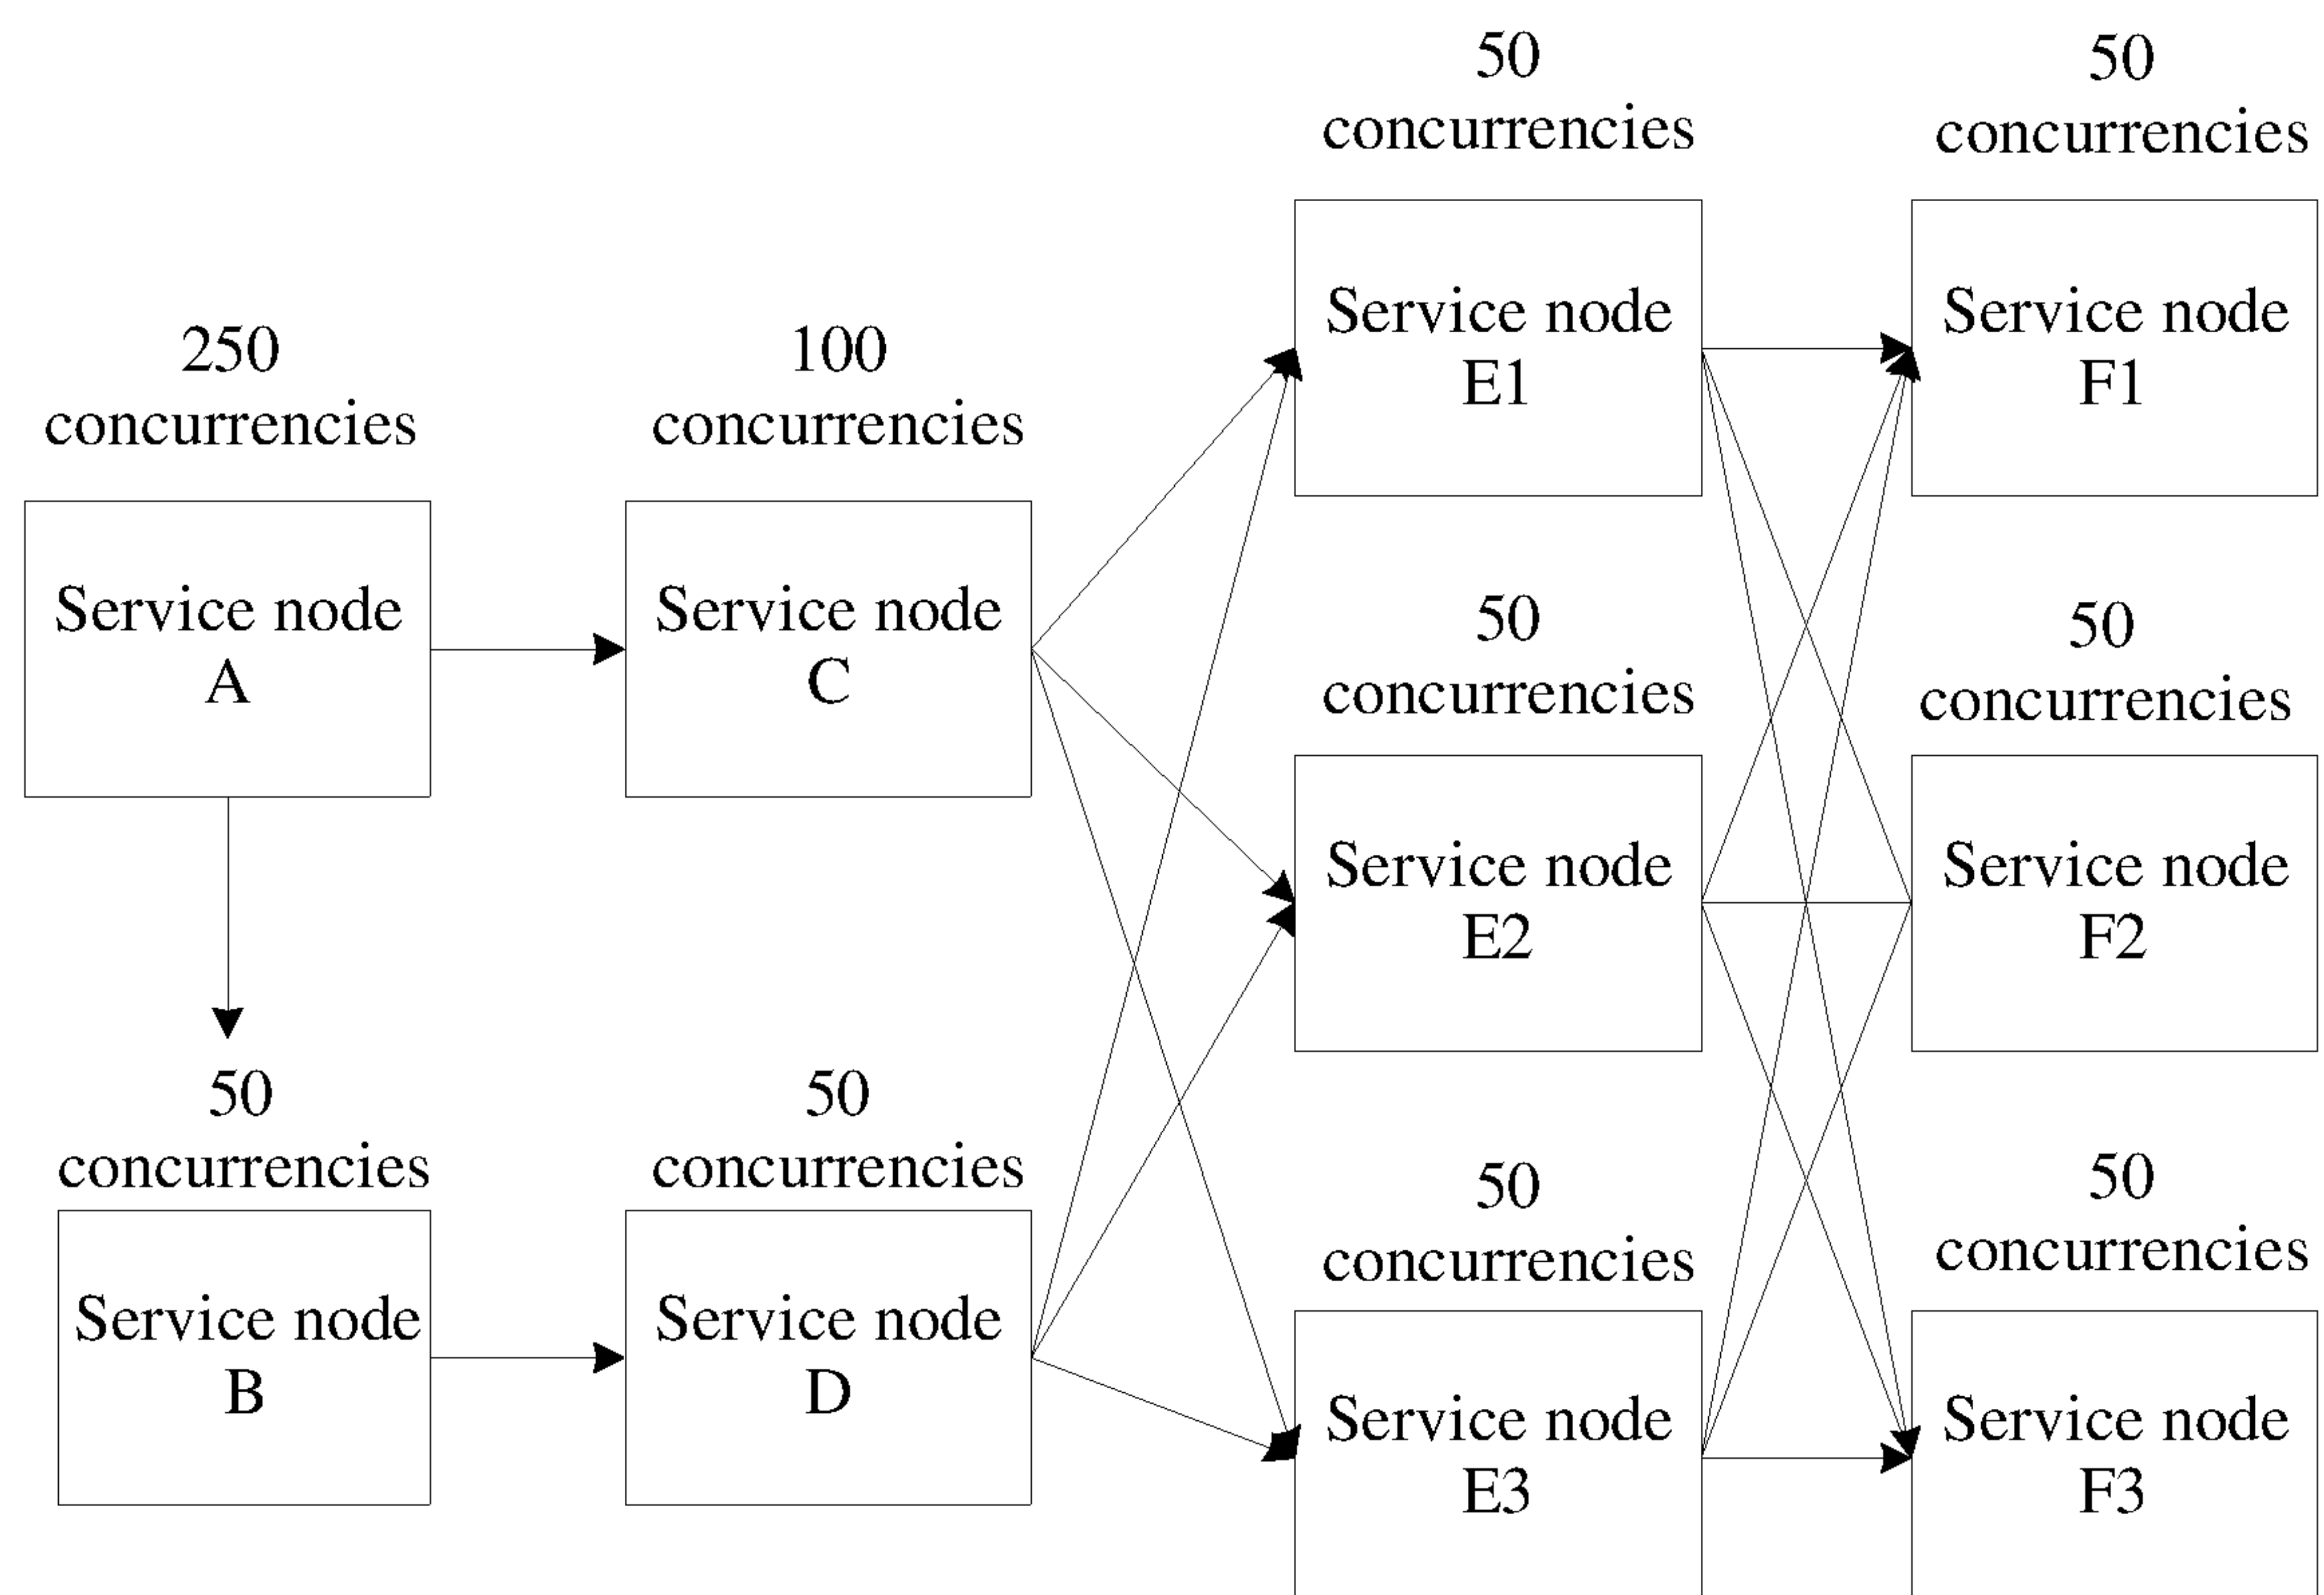 50
concurrencies
50
concurrencies
Service node
E1
Service node
F1
250
concurrencies
100
concurrencies
Service node
A
Service node
C
50
concurrencies
50
concurrencies
Service node
E2
Service node
F2
50
concurrencies
50
concurrencies
50
concurrencies
50
concurrencies
Service node
B
Service node
D
Service node
E3
Service node
F3